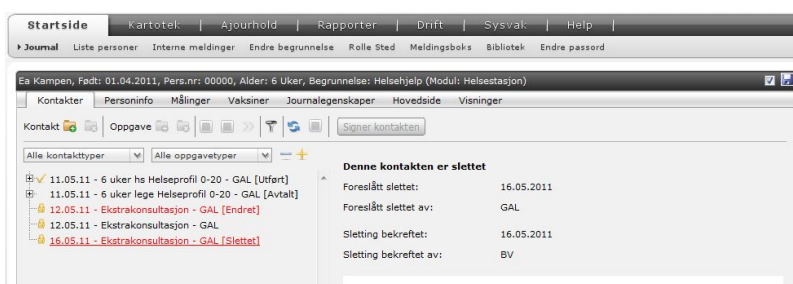 Startside Kartotek | Ajourhold | Rapporter | Drift | Sysvak | Help |
Journal Liste personer Interne meldinger Endre begrunnelse Rolle Sted Meldingsboks Bibliotek Endre passord
Ea Kampen, Født: 01.04.2011, Pers.nr: 00000, Alder: 6 Uker, Begrunnelse: Helsehjelp (Modul: Helsestasjon)
Kontakter Personinfo Målinger Vaksiner Journalegenskaper Hovedside Visninger
Kontakt Oppgave Signer kontakten
Alle kontakttyper Alle oppgavetyper
Denne kontakten er slettet
11.05.11 - 6 uker hs Helseprofil 0-20 - GAL [Utført]
Foreslått slettet: 16.05.2011
11.05.11 - 6 uker lege Helseprofil 0-20 - GAL [Avtalt]
12.05.11 - Ekstrakonsultasjon - GAL [Endret]
Foreslått slettet av: GAL
12.05.11 - Ekstrakonsultasjon - GAL
Sletting bekreftet: 16.05.2011
16.05.11 - Ekstrakonsultasjon - GAL [Slettet]
Sletting bekreftet av: BV